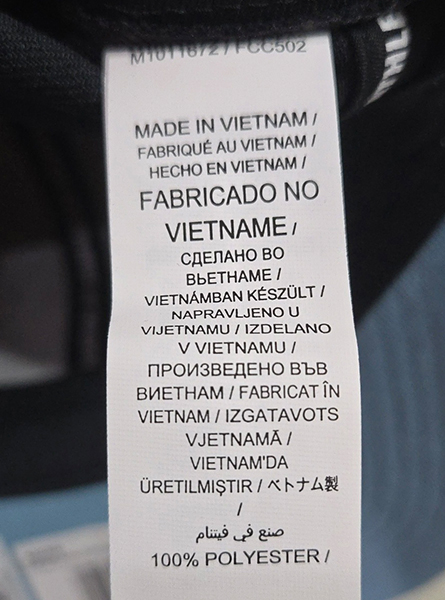 M1011672 / FCC502
MADE IN VIETNAM /
FABRIQUÉ AU VIETNAM /
HECHO EN VIETNAM /
FABRICADO NO
VIETNAME /
СДЕЛАНО ВО
ВЬЕТНАМЕ /
VIETNÁMBAN KÉSZÜLT /
NAPRAVLJENO U
VIJETNAMU / IZDELANO
V VIETNAMU /
ПРОИЗВЕДЕНО ВЪВ
ВИЕТНАМ / FABRICAT ÎN
VIETNAM / IZGATAVOTS
VJETNAMĀ /
VIETNAM'DA
ÜRETILMIŞTIR / ベトナム製
/
صنع في فيتنام
100% POLYESTER /